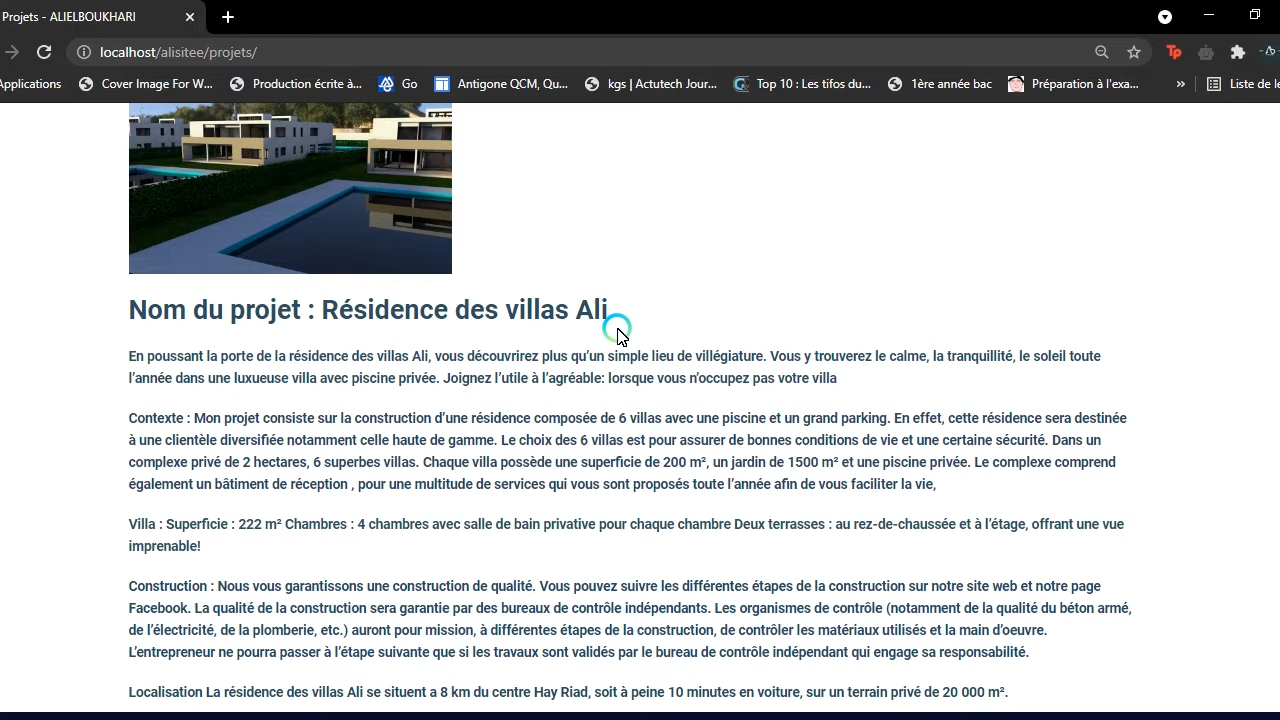 Projets - ALIELBOUKHARI
localhost/alisitee/projets/
Applications
Cover Image For W...
Production écrite à...
Go
Antigone QCM, Qu...
kgs | Actutech Jour...
Top 10 : Les tifos du...
1ère année bac
Préparation à l'exa...
»
Liste de le
Nom du projet : Résidence des villas Ali
En poussant la porte de la résidence des villas Ali, vous découvrirez plus qu’un simple lieu de villégiature. Vous y trouverez le calme, la tranquillité, le soleil toute
l’année dans une luxueuse villa avec piscine privée. Joignez l’utile à l’agréable: lorsque vous n’occupez pas votre villa
Contexte : Mon projet consiste sur la construction d’une résidence composée de 6 villas avec une piscine et un grand parking. En effet, cette résidence sera destinée
à une clientèle diversifiée notamment celle haute de gamme. Le choix des 6 villas est pour assurer de bonnes conditions de vie et une certaine sécurité. Dans un
complexe privé de 2 hectares, 6 superbes villas. Chaque villa possède une superficie de 200 m², un jardin de 1500 m² et une piscine privée. Le complexe comprend
également un bâtiment de réception , pour une multitude de services qui vous sont proposés toute l’année afin de vous faciliter la vie,
Villa : Superficie : 222 m² Chambres : 4 chambres avec salle de bain privative pour chaque chambre Deux terrasses : au rez-de-chaussée et à l’étage, offrant une vue
imprenable!
Construction : Nous vous garantissons une construction de qualité. Vous pouvez suivre les différentes étapes de la construction sur notre site web et notre page
Facebook. La qualité de la construction sera garantie par des bureaux de contrôle indépendants. Les organismes de contrôle (notamment de la qualité du béton armé,
de l’électricité, de la plomberie, etc.) auront pour mission, à différentes étapes de la construction, de contrôler les matériaux utilisés et la main d’oeuvre.
L’entrepreneur ne pourra passer à l’étape suivante que si les travaux sont validés par le bureau de contrôle indépendant qui engage sa responsabilité.
Localisation La résidence des villas Ali se situent a 8 km du centre Hay Riad, soit à peine 10 minutes en voiture, sur un terrain privé de 20 000 m².